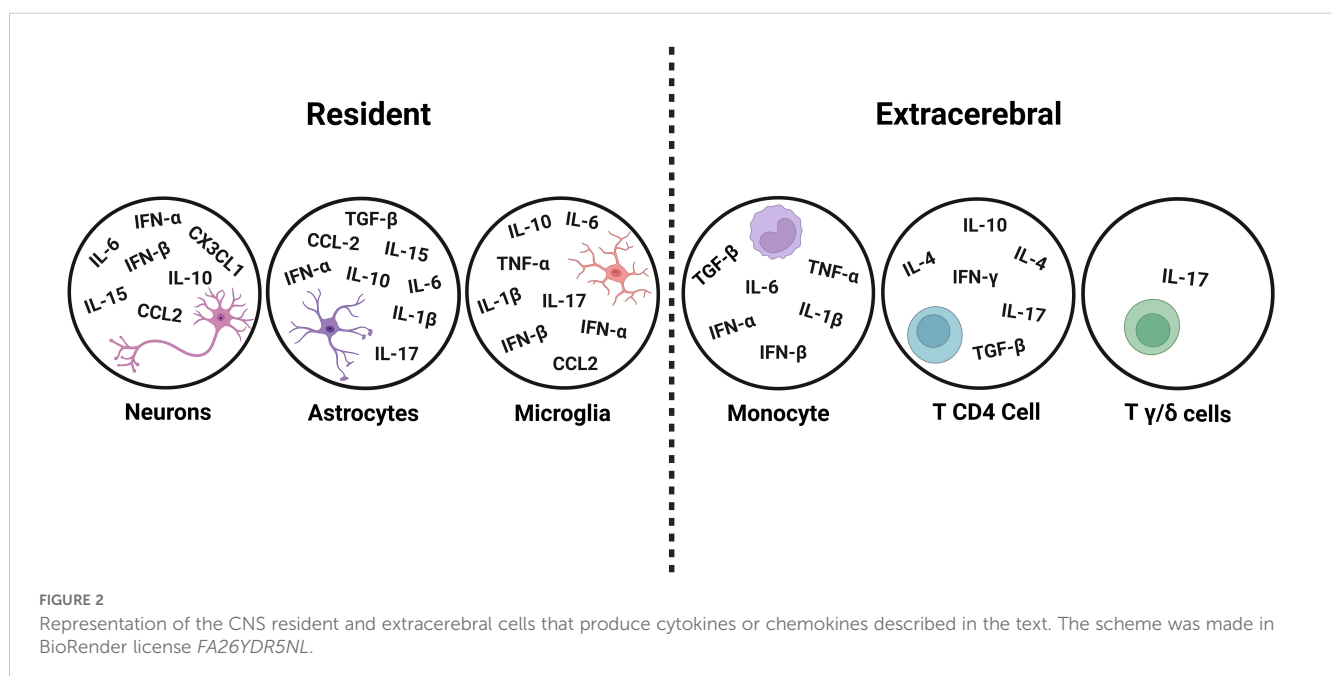 Resident
Extracerebral
IFN-α
CX3CL1
IL-6
IFN-β
IL-10
IL-15
CCL2
Neurons
TGF-β
CCL-2
IL-15
IFN-α
IL-10
IL-6
IL-1β
IL-17
Astrocytes
IL-10
IL-6
TNF-α
IL-1β
IL-17
IFN-β
IFN-α
CCL2
Microglia
TGF-β
TNF-α
IL-6
IFN-α
IL-1β
IFN-β
Monocyte
IL-10
IL-4
IL-4
IFN-γ
IL-17
TGF-β
T CD4 Cell
IL-17
T γ/δ cells
FIGURE 2
Representation of the CNS resident and extracerebral cells that produce cytokines or chemokines described in the text. The scheme was made in
BioRender license FA26YDR5NL.